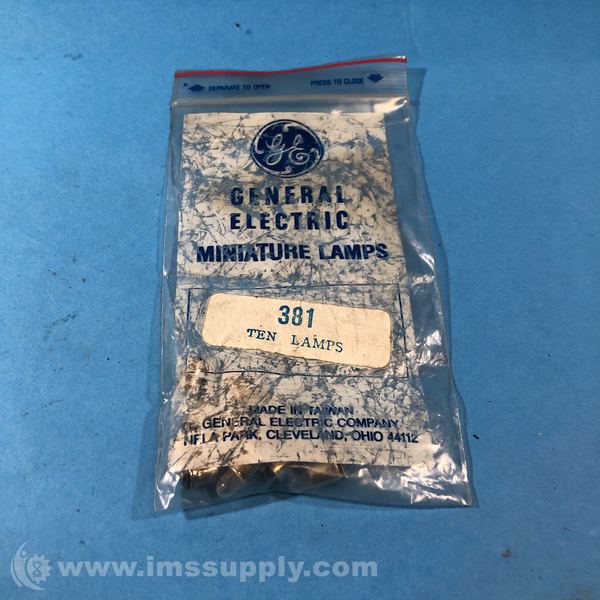 SEPARATE TO OPEN PRESS TO CLOSE
GE
GENERAL
ELECTRIC
MINIATURE LAMPS
381
TEN LAMPS
MADE IN TAIWAN
GENERAL ELECTRIC COMPANY
NELA PARK, CLEVELAND, OHIO 44112
www.imssupply.com